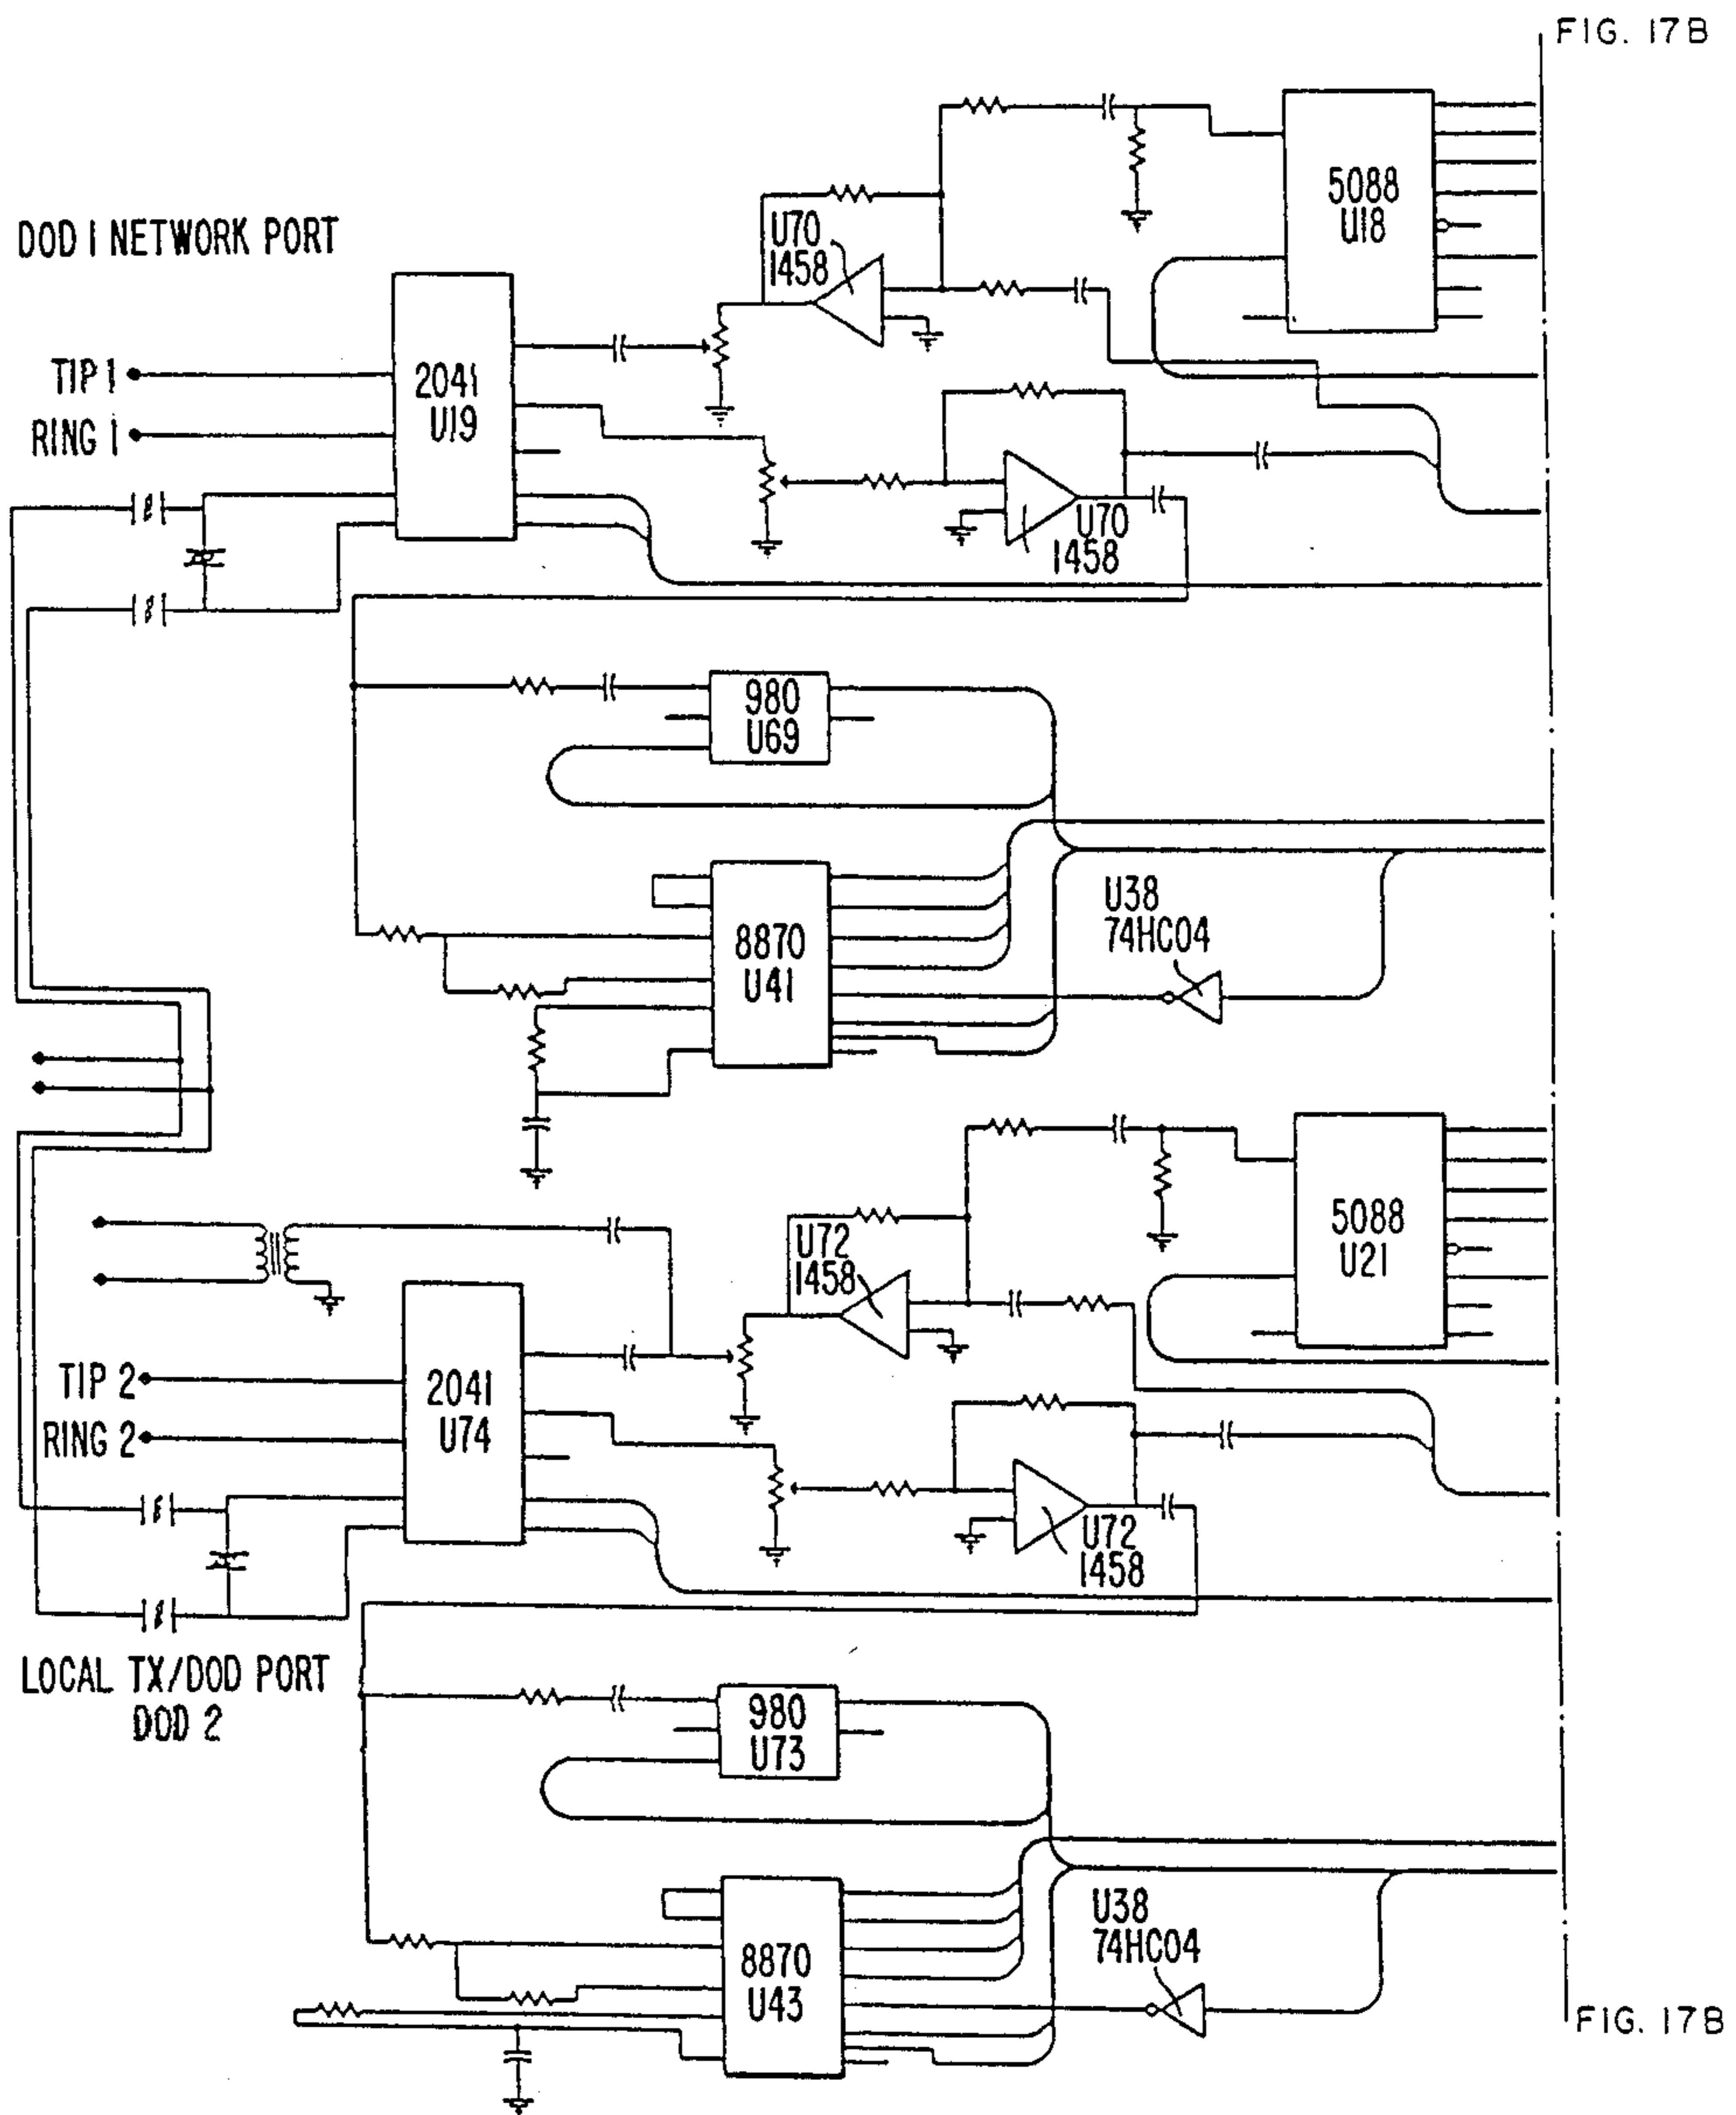 FIG. 17B
5088
U18
DOD 1 NETWORK PORT
U70
1458
TIP 1
2041
U19
RING 1
U70
1458
980
U69
U38
74HC04
8870
U41
5088
U21
U72
1458
TIP 2
2041
U74
RING 2
U72
1458
LOCAL TX/DOD PORT
DOD 2
980
U73
U38
74HC04
8870
U43
FIG. 17B